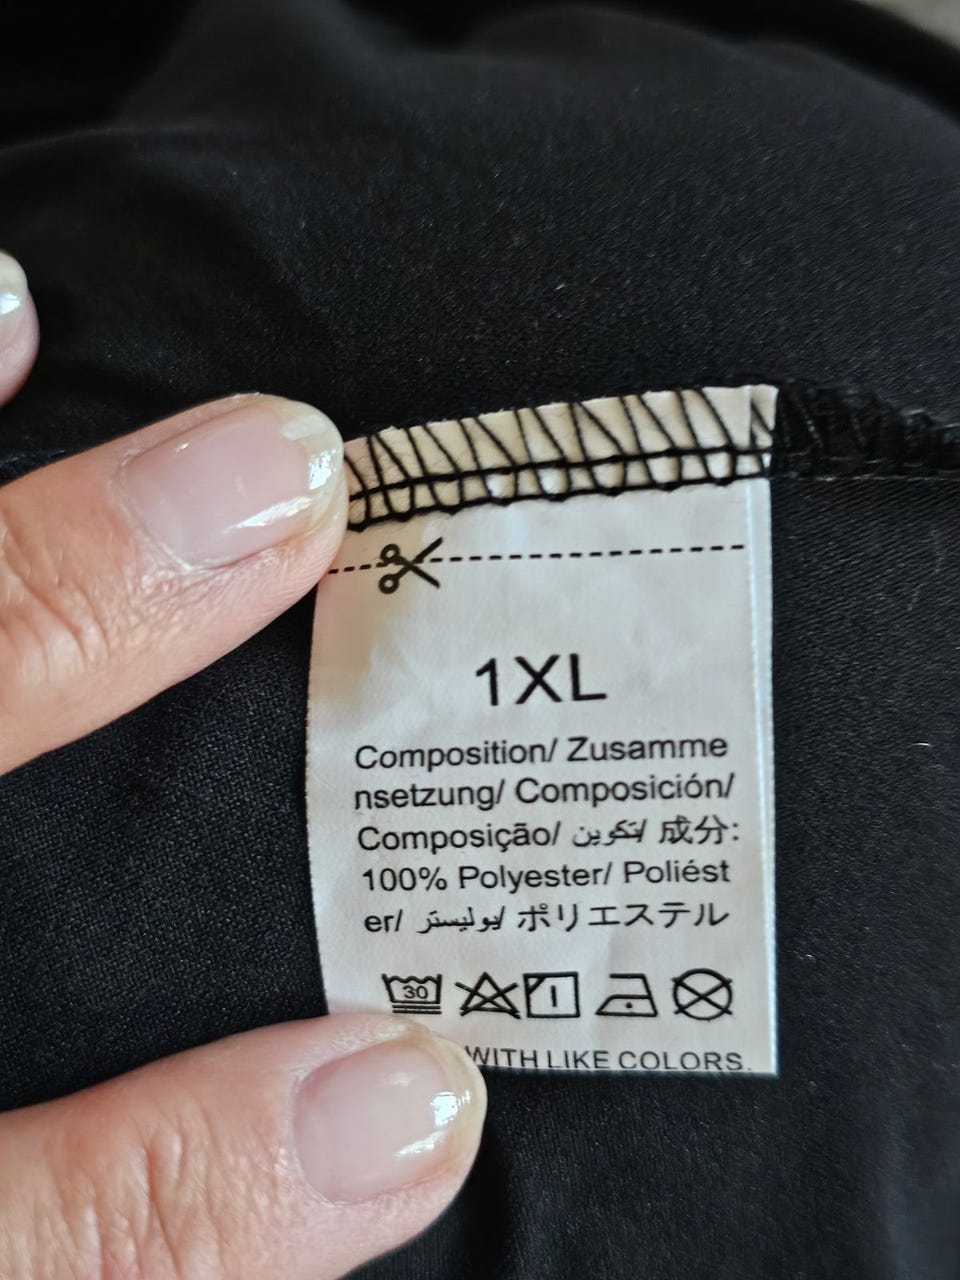 1XL
Composition/ Zusamme
nsetzung/ Composición/
Composição/ تكوين/ 成分:
100% Polyester/ Poliést
er/ بوليستر/ ポリエステル
30
WITH LIKE COLORS.